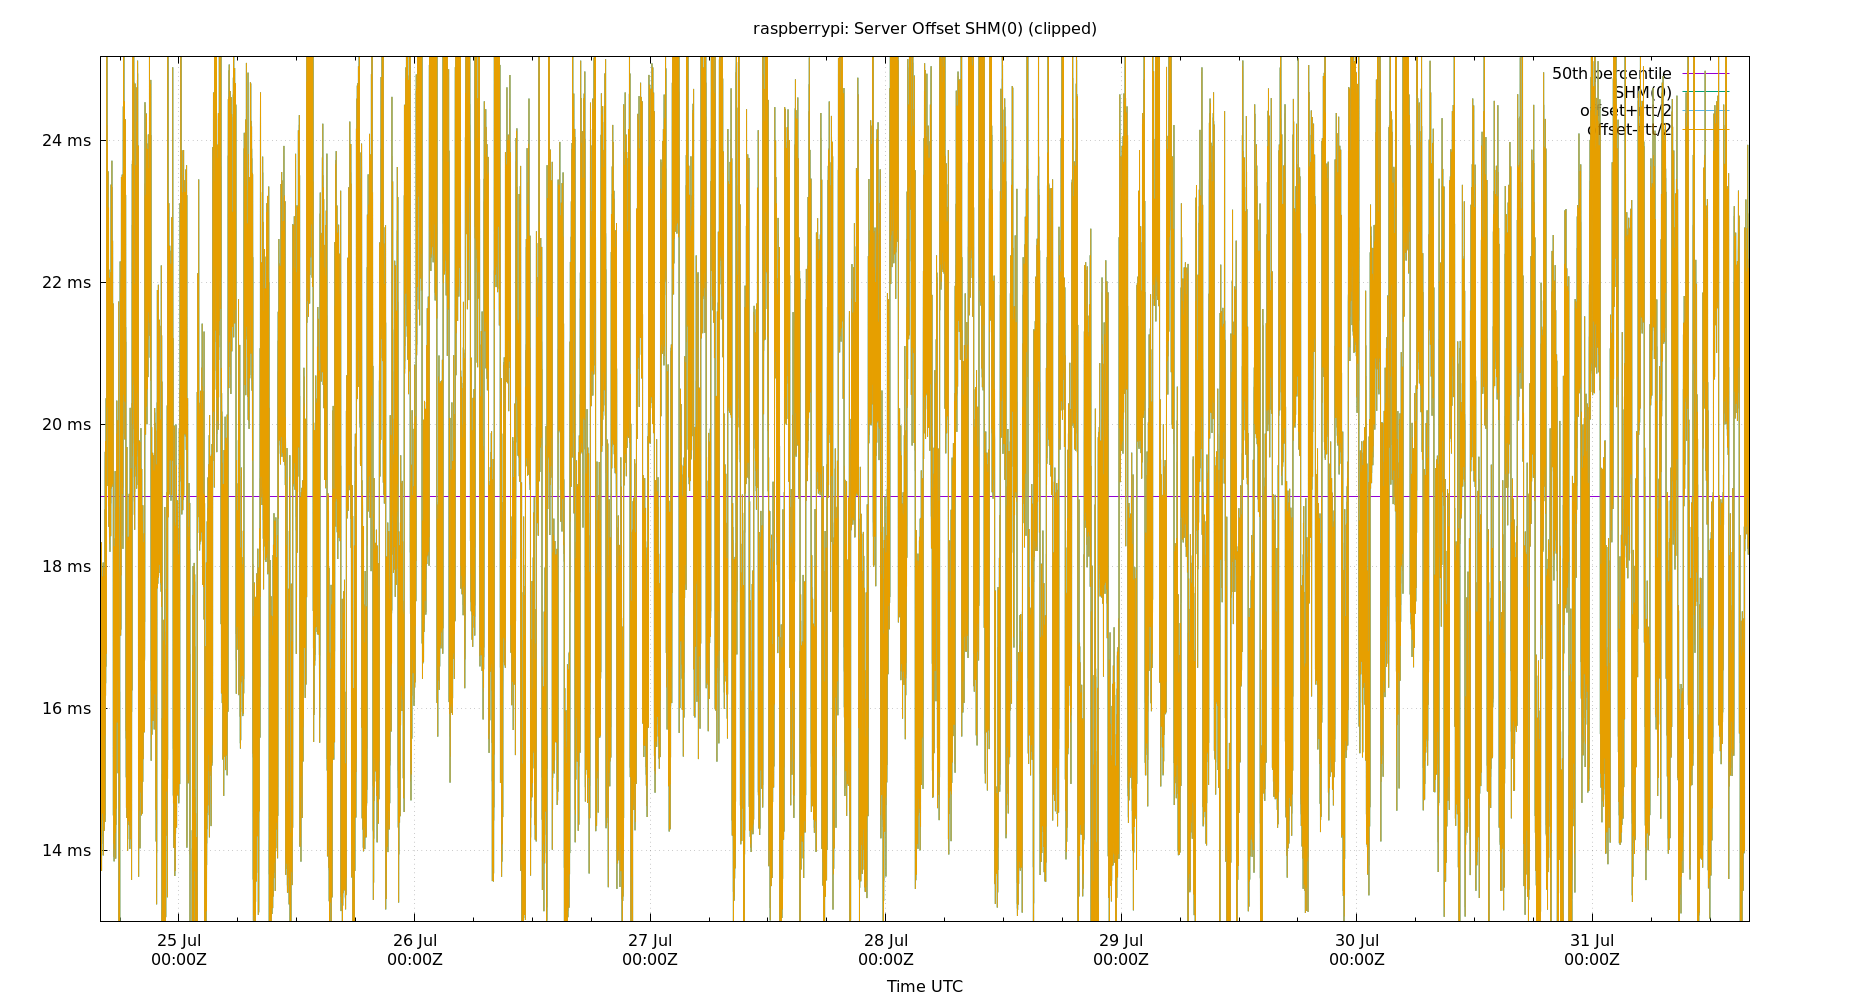 raspberrypi: Server Offset SHM(0) (clipped)
50th percentile
SHM(0)
offset+rtt/2
offset-rtt/2
24 ms
22 ms
20 ms
18 ms
16 ms
14 ms
25 Jul 26 Jul 27 Jul 28 Jul 29 Jul 30 Jul 31 Jul
00:00Z 00:00Z 00:00Z 00:00Z 00:00Z 00:00Z 00:00Z
Time UTC